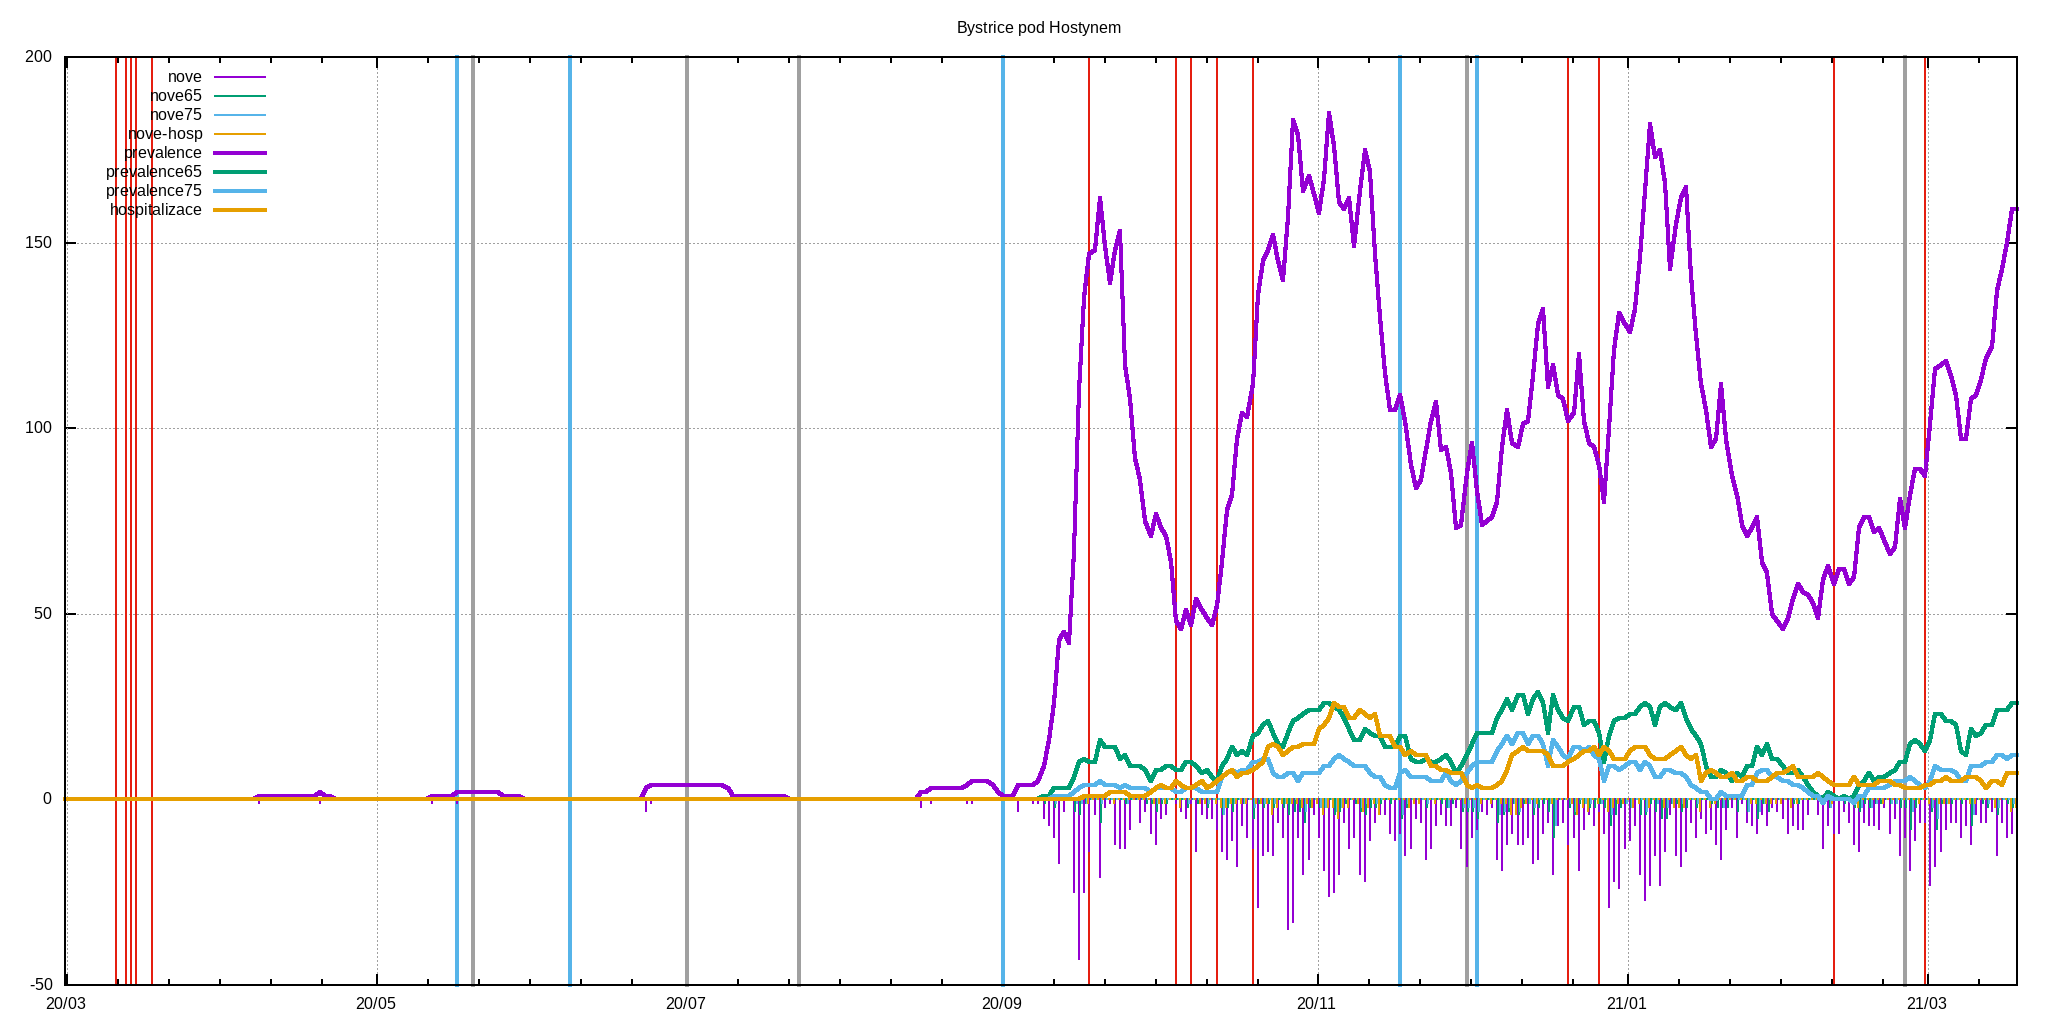 Bystrice pod Hostynem
200
150
100
50
0
-50
nove
nove65
nove75
nove-hosp
prevalence
prevalence65
prevalence75
hospitalizace
20/03 20/05 20/07 20/09 20/11 21/01 21/03